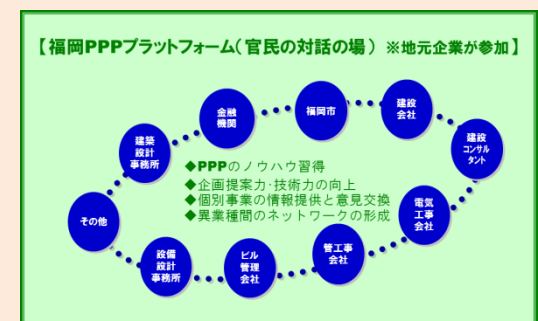 【福岡PPPプラットフォーム(官民の対話の場) ※地元企業が参加】
金融
機関
福岡市
建設
会社
建築
設計
事務所
建設
コンサル
タント
◆PPPのノウハウ習得
◆企画提案力・技術力の向上
◆個別事業の情報提供と意見交換
◆異業種間のネットワークの形成
その他
電気
工事
会社
設備
設計
事務所
ビル
管理
会社
管工事
会社